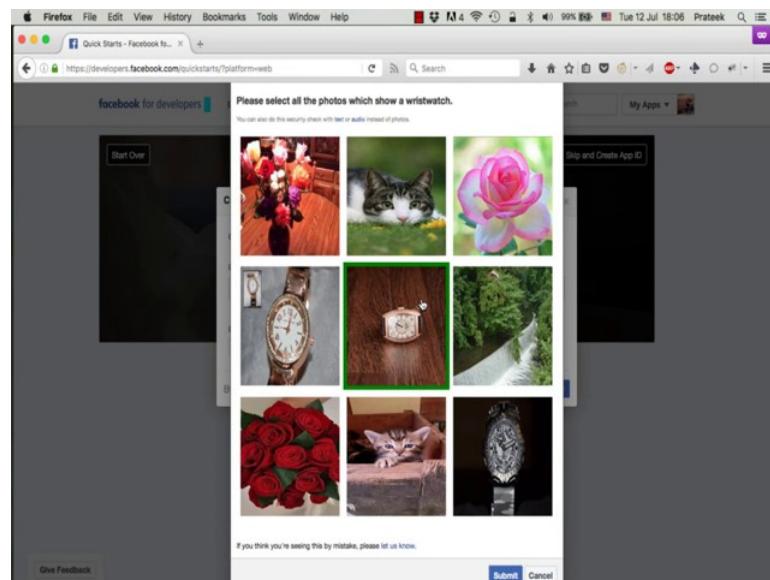 Firefox File Edit View History Bookmarks Tools Window Help 4 99% Tue 12 Jul 18:06 Prateek
Quick Starts - Facebook fo...
https://developers.facebook.com/quickstarts/?platform=web Search
facebook for developers My Apps
Please select all the photos which show a wristwatch.
You can also do this security check with text or audio instead of photos.
Start Over Skip and Create App ID
If you think you're seeing this by mistake, please let us know.
Give Feedback Submit Cancel